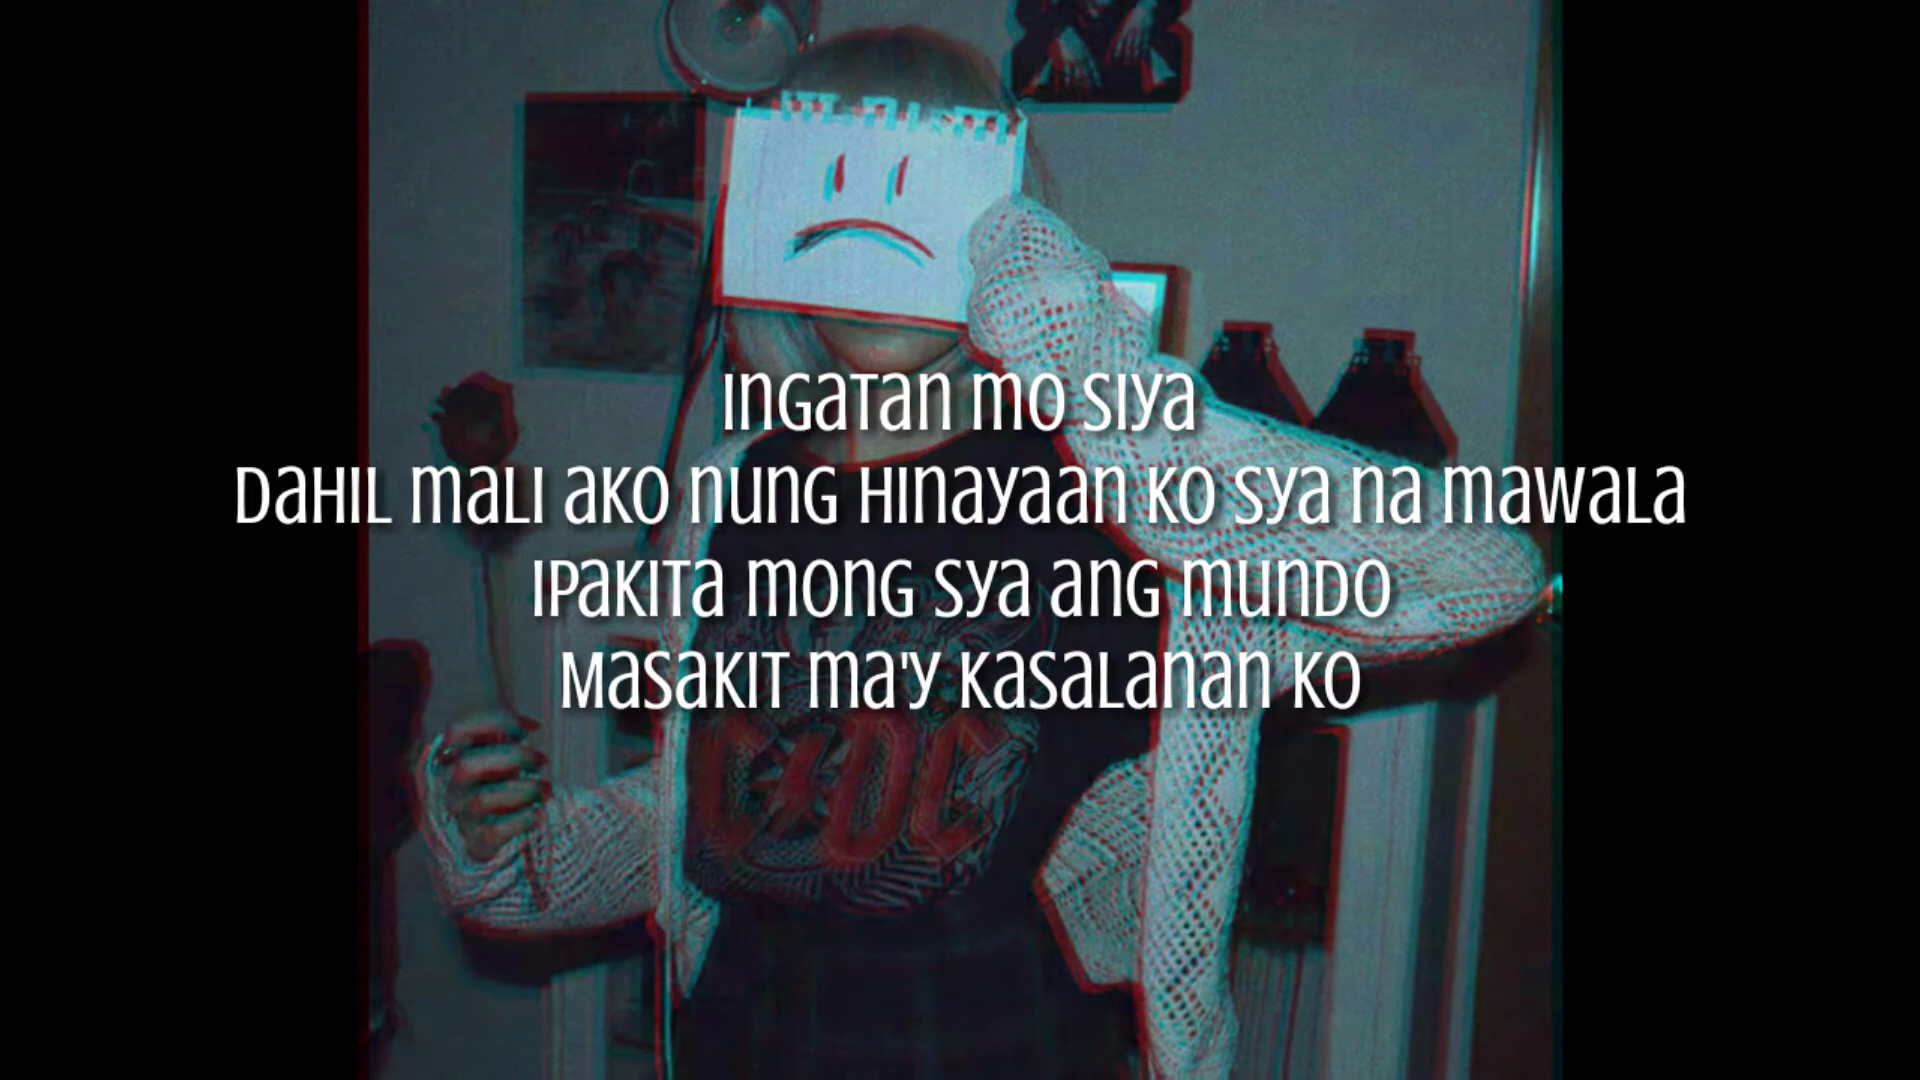 Ingatan mo siya
Dahil mali ako nung hinayaan ko sya na mawala
Ipakita mong sya ang mundo
Masakit ma'y kasalanan ko
C⚡DC